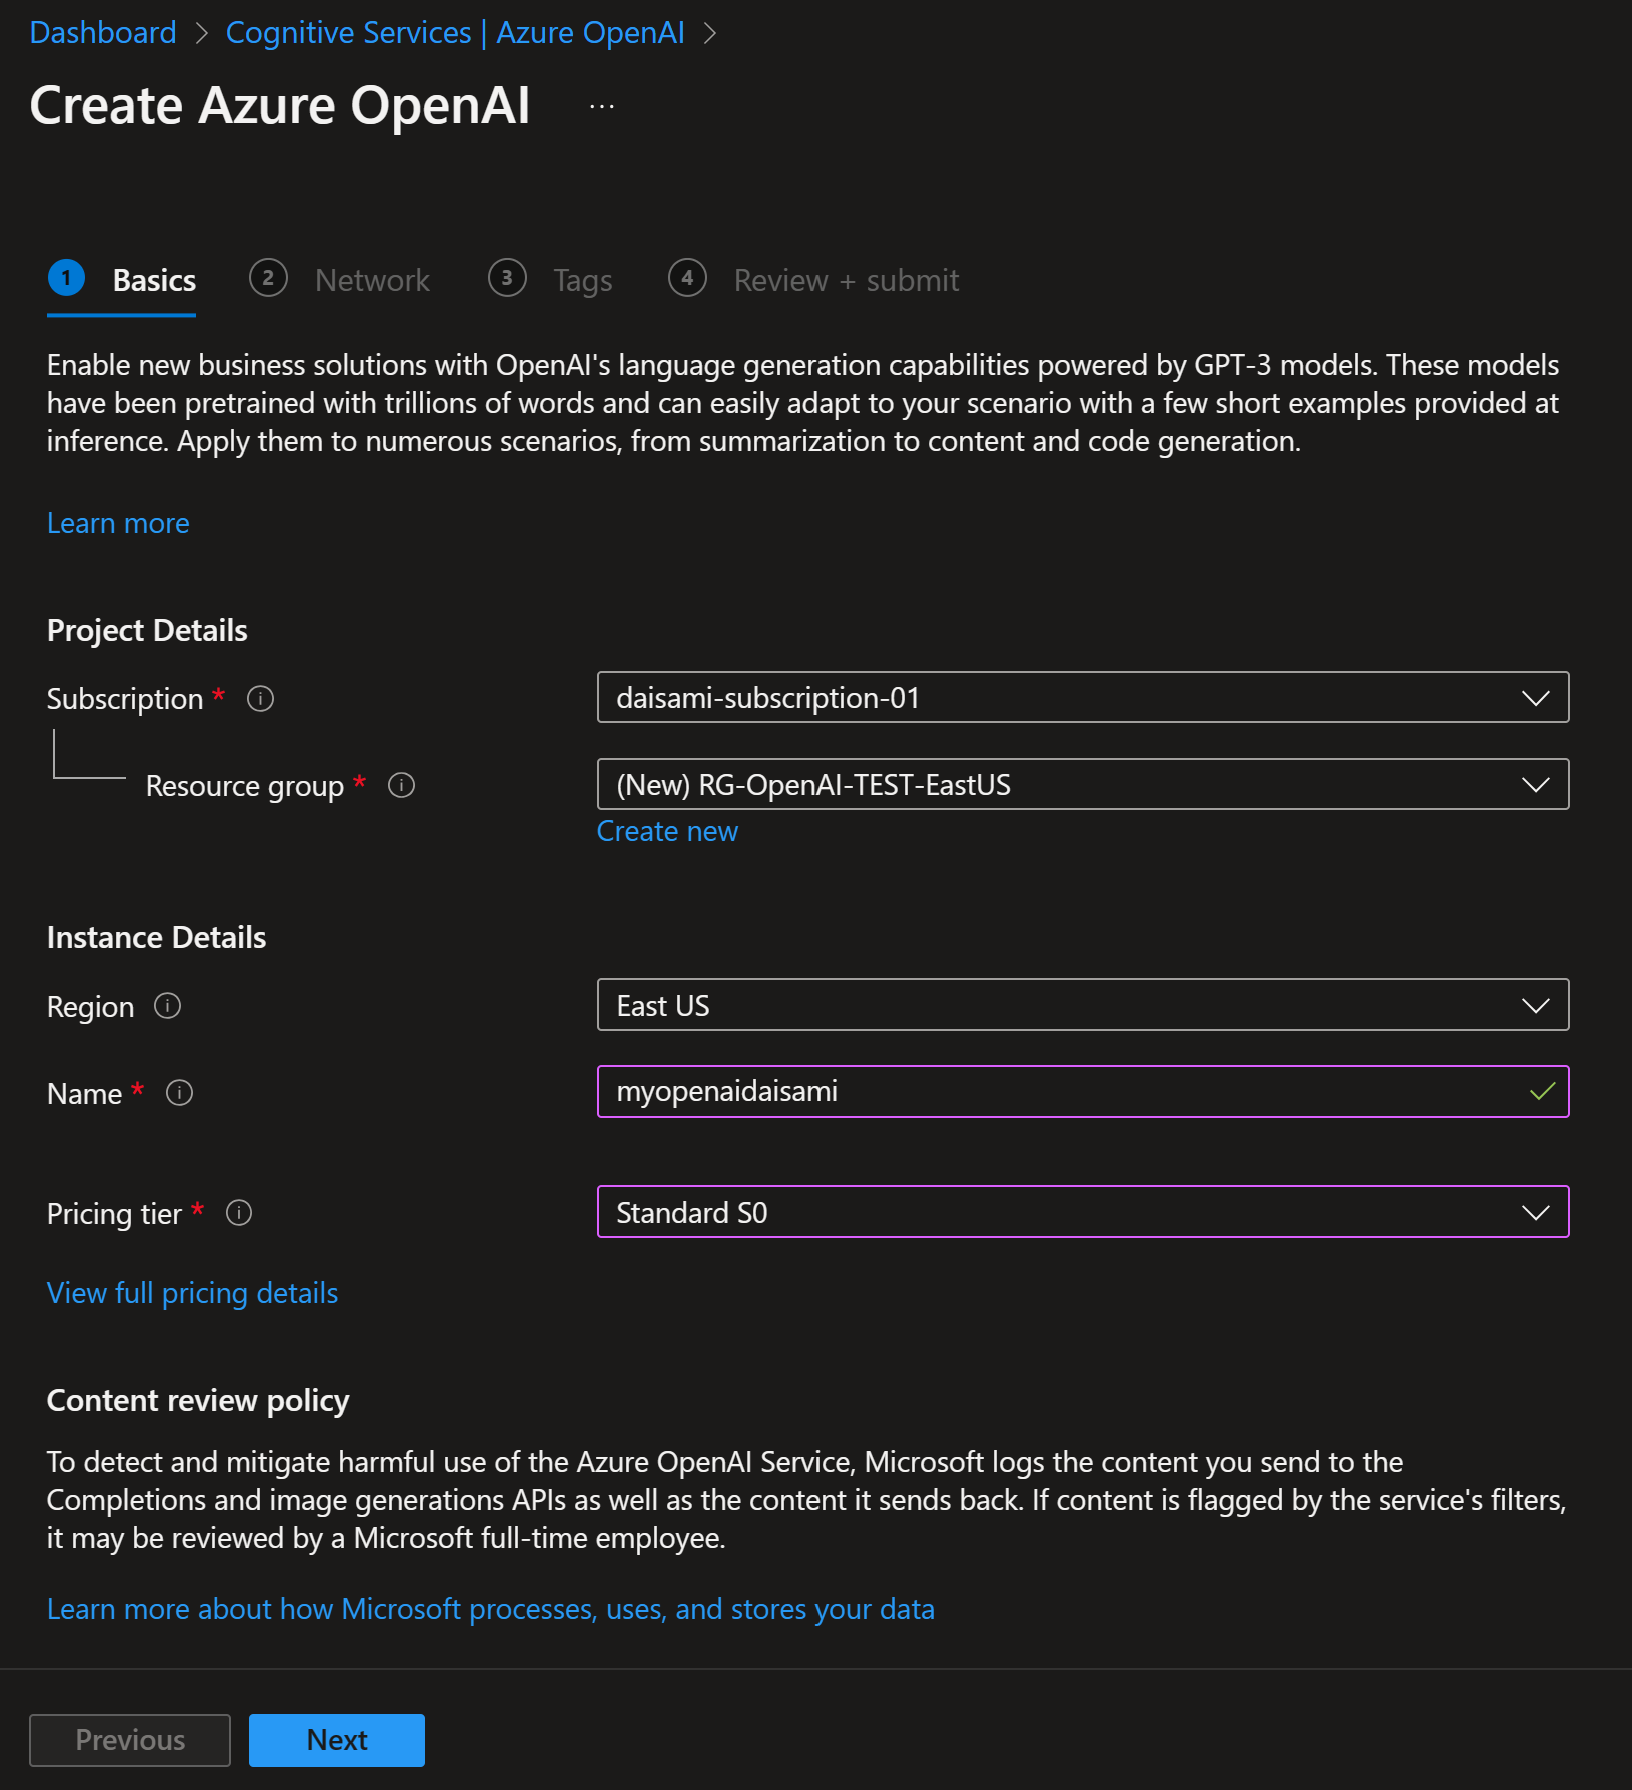 Dashboard > Cognitive Services | Azure OpenAI >
Create Azure OpenAI ...
1 Basics 2 Network 3 Tags 4 Review + submit
Enable new business solutions with OpenAI's language generation capabilities powered by GPT-3 models. These models
have been pretrained with trillions of words and can easily adapt to your scenario with a few short examples provided at
inference. Apply them to numerous scenarios, from summarization to content and code generation.
Learn more
Project Details
Subscription * daisami-subscription-01
Resource group * (New) RG-OpenAI-TEST-EastUS
Create new
Instance Details
Region East US
Name * myopenaidaisami
Pricing tier * Standard S0
View full pricing details
Content review policy
To detect and mitigate harmful use of the Azure OpenAI Service, Microsoft logs the content you send to the
Completions and image generations APIs as well as the content it sends back. If content is flagged by the service's filters,
it may be reviewed by a Microsoft full-time employee.
Learn more about how Microsoft processes, uses, and stores your data
Previous Next